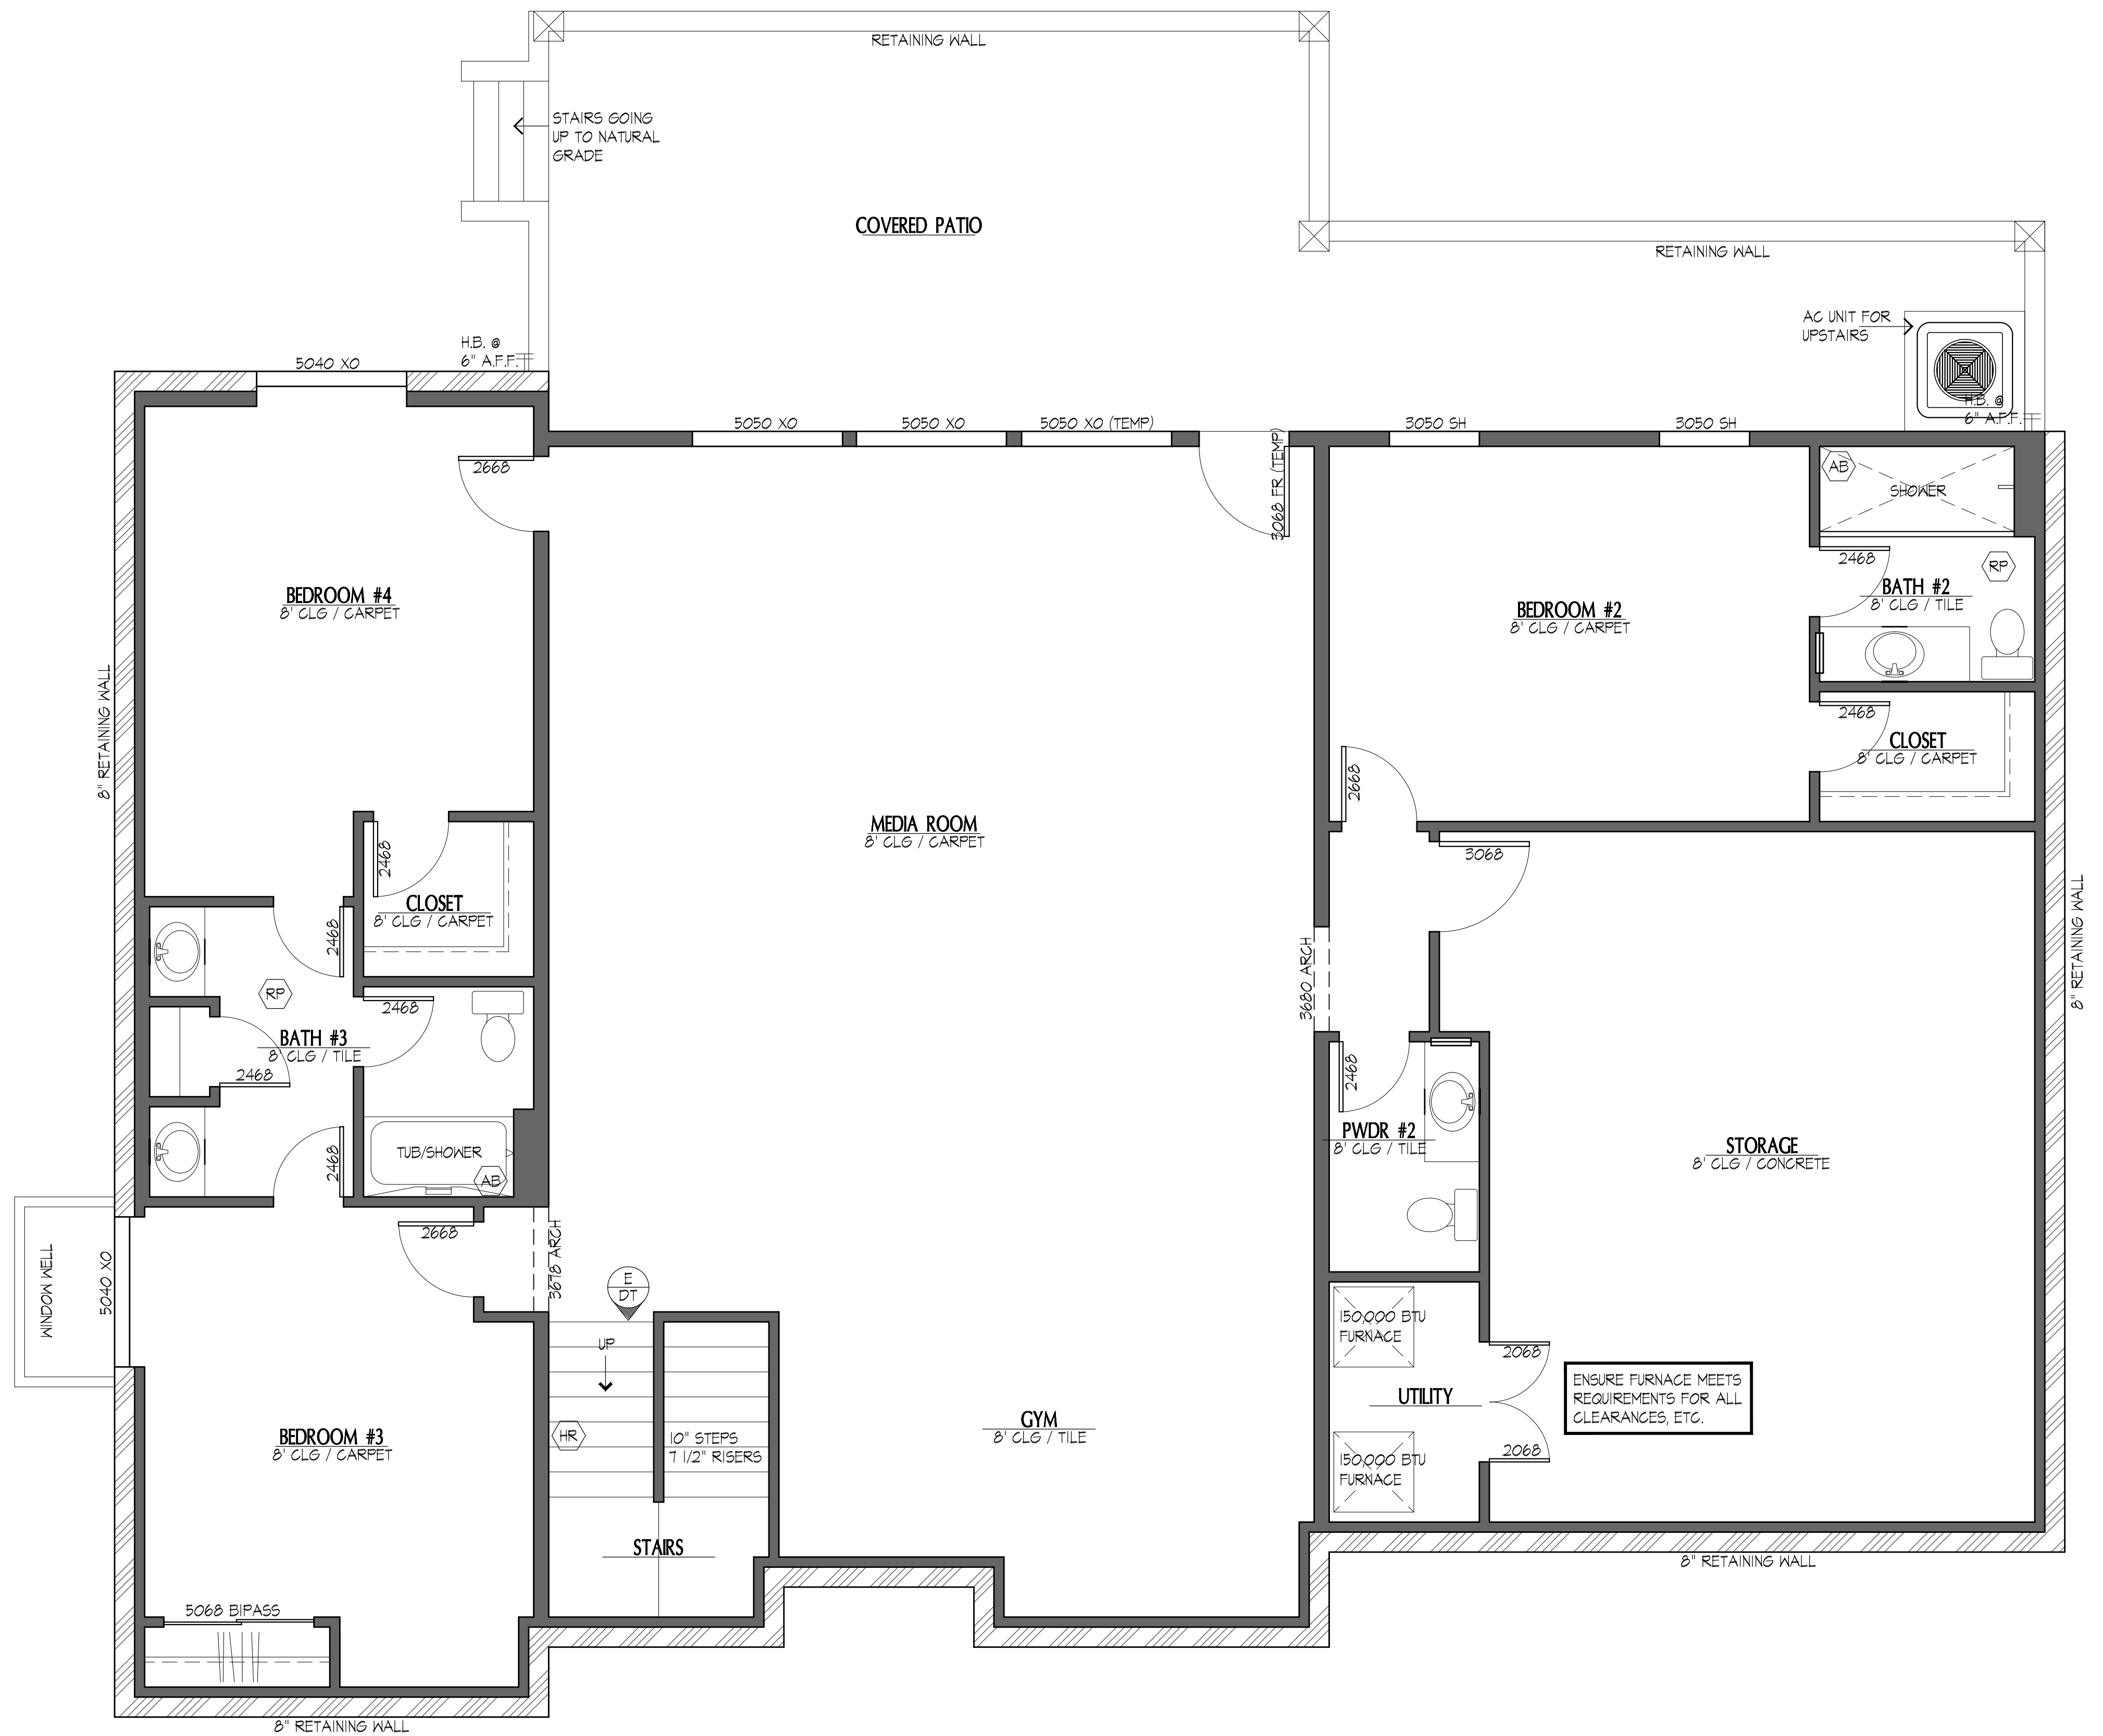 RETAINING WALL
STAIRS GOING
UP TO NATURAL
GRADE
COVERED PATIO
RETAINING WALL
AC UNIT FOR
UPSTAIRS
H.B. @
6" A.F.F.
H.B. @
6" A.F.F.
5040 XO
5050 XO
5050 XO
5050 XO (TEMP)
3068 FR (TEMP)
3050 SH
3050 SH
2668
AB
SHOWER
2468
RP
BATH #2
8' CLG / TILE
BEDROOM #4
8' CLG / CARPET
BEDROOM #2
8' CLG / CARPET
8" RETAINING WALL
2468
CLOSET
8' CLG / CARPET
2668
MEDIA ROOM
8' CLG / CARPET
3068
2468
CLOSET
8' CLG / CARPET
2468
8" RETAINING WALL
3680 ARCH
RP
2468
BATH #3
8' CLG / TILE
2468
2468
PWDR #2
8' CLG / TILE
STORAGE
8' CLG / CONCRETE
TUB/SHOWER
AB
2468
2668
3678 ARCH
WINDOW WELL
5040 XO
E
DT
UP
HR
10" STEPS
7 1/2" RISERS
150,000 BTU
FURNACE
2068
UTILITY
ENSURE FURNACE MEETS
REQUIREMENTS FOR ALL
CLEARANCES, ETC.
2068
150,000 BTU
FURNACE
GYM
8' CLG / TILE
BEDROOM #3
8' CLG / CARPET
STAIRS
8" RETAINING WALL
5068 BIPASS
8" RETAINING WALL